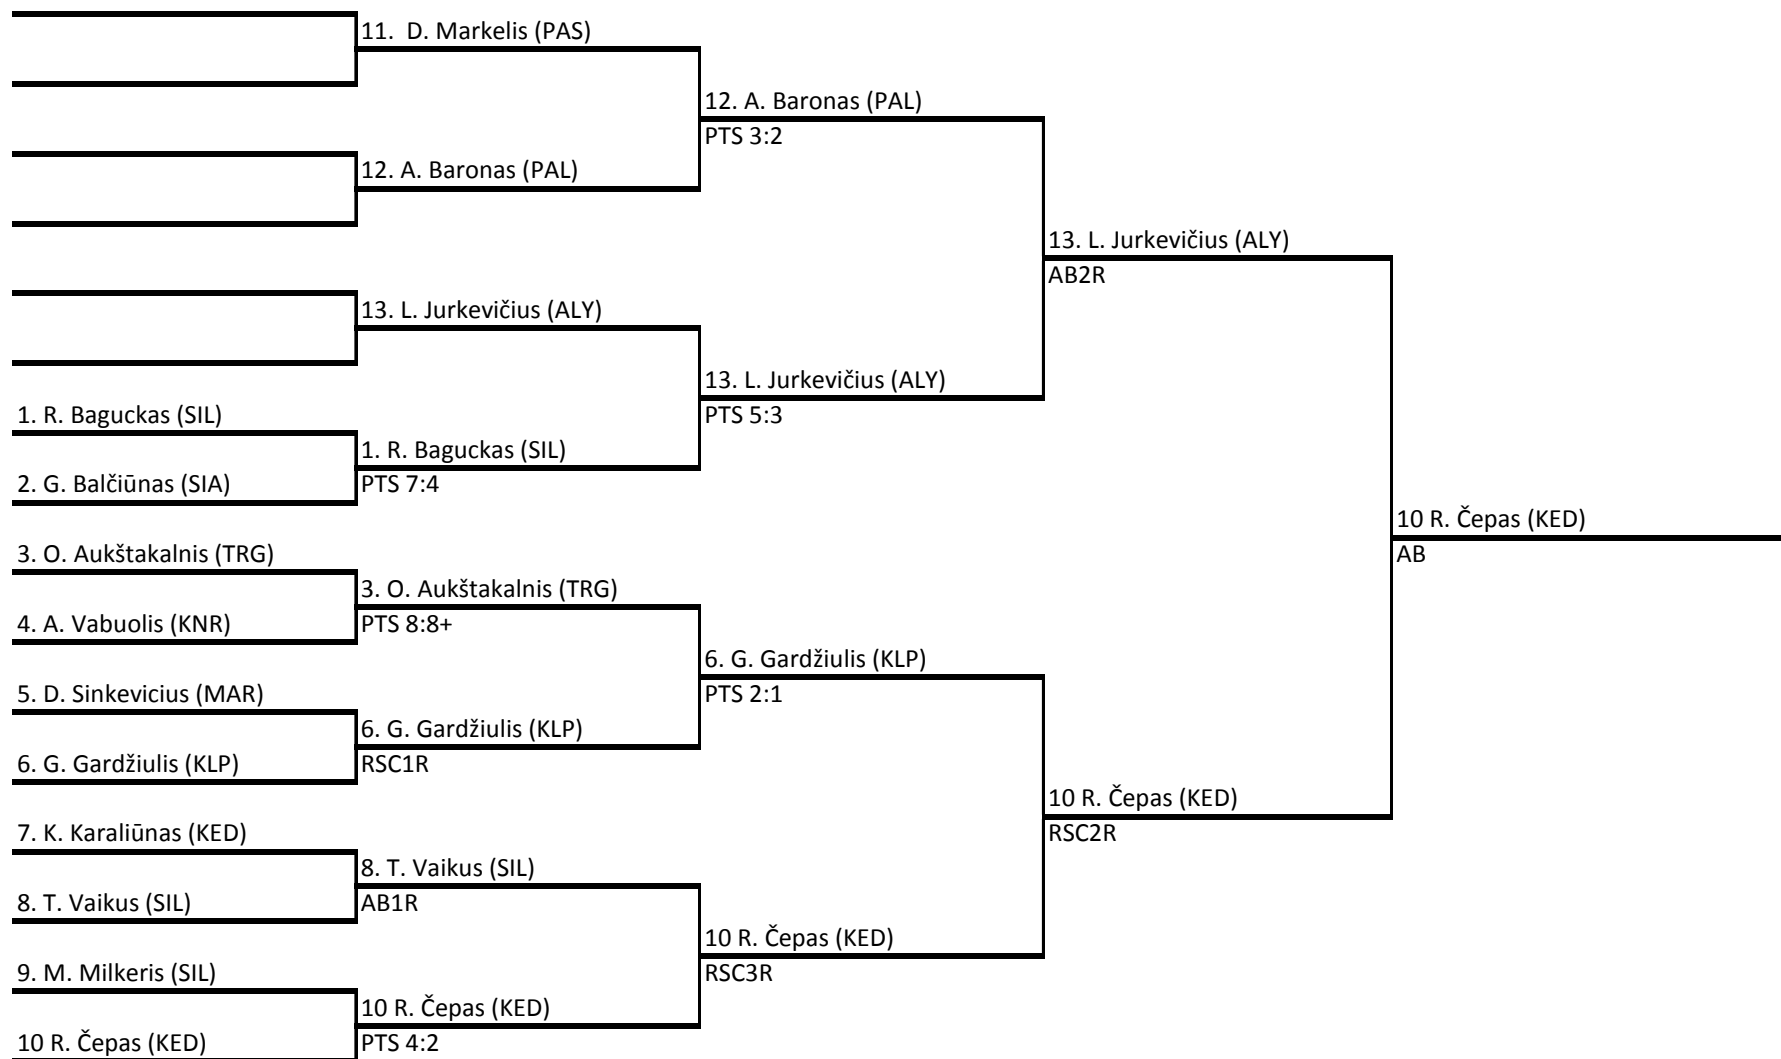 11.  D. Markelis (PAS)
12. A. Baronas (PAL)
PTS 3:2
12. A. Baronas (PAL)
13. L. Jurkevičius (ALY)
AB2R
13. L. Jurkevičius (ALY)
13. L. Jurkevičius (ALY)
PTS 5:3
1. R. Baguckas (SIL)
1. R. Baguckas (SIL)
2. G. Balčiūnas (SIA)
PTS 7:4
10 R. Čepas (KED)
AB
3. O. Aukštakalnis (TRG)
3. O. Aukštakalnis (TRG)
4. A. Vabuolis (KNR)
PTS 8:8+
6. G. Gardžiulis (KLP)
PTS 2:1
5. D. Sinkevicius (MAR)
6. G. Gardžiulis (KLP)
6. G. Gardžiulis (KLP)
RSC1R
10 R. Čepas (KED)
RSC2R
7. K. Karaliūnas (KED)
8. T. Vaikus (SIL)
8. T. Vaikus (SIL)
AB1R
10 R. Čepas (KED)
RSC3R
9. M. Milkeris (SIL)
10 R. Čepas (KED)
10 R. Čepas (KED)
PTS 4:2